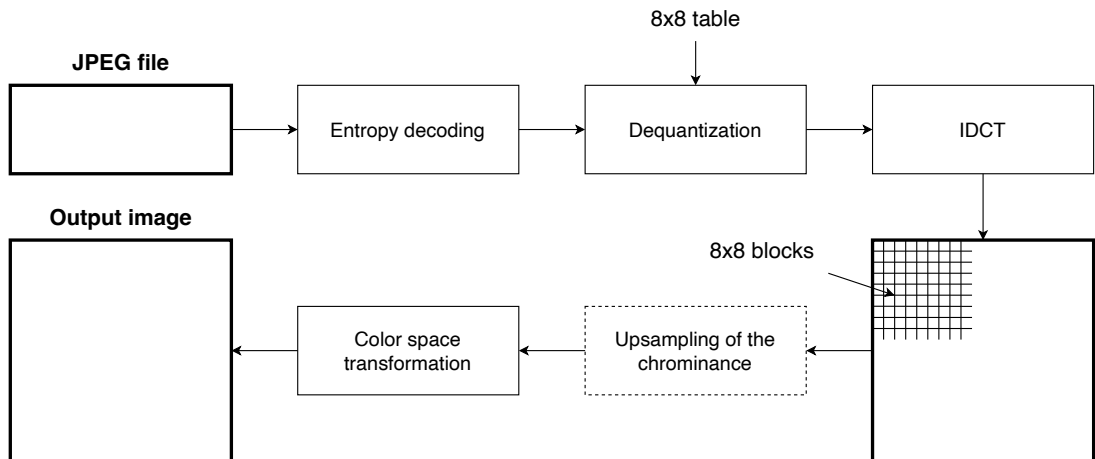 8x8 table
JPEG file
Entropy decoding
Dequantization
IDCT
Output image
8x8 blocks
Color space
transformation
Upsampling of the
chrominance